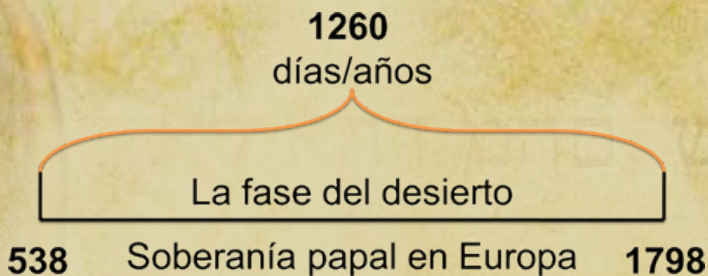 1260
días/años
La fase del desierto
538 Soberanía papal en Europa 1798